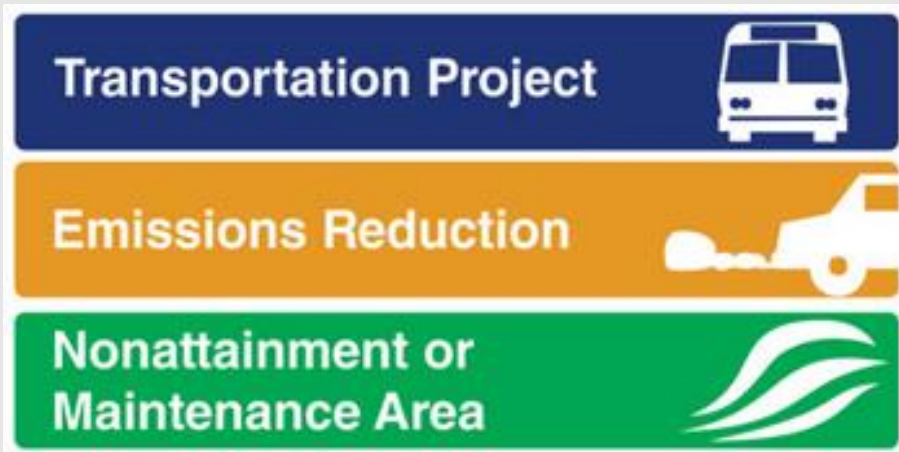 Transportation Project
Emissions Reduction
Nonattainment or
Maintenance Area